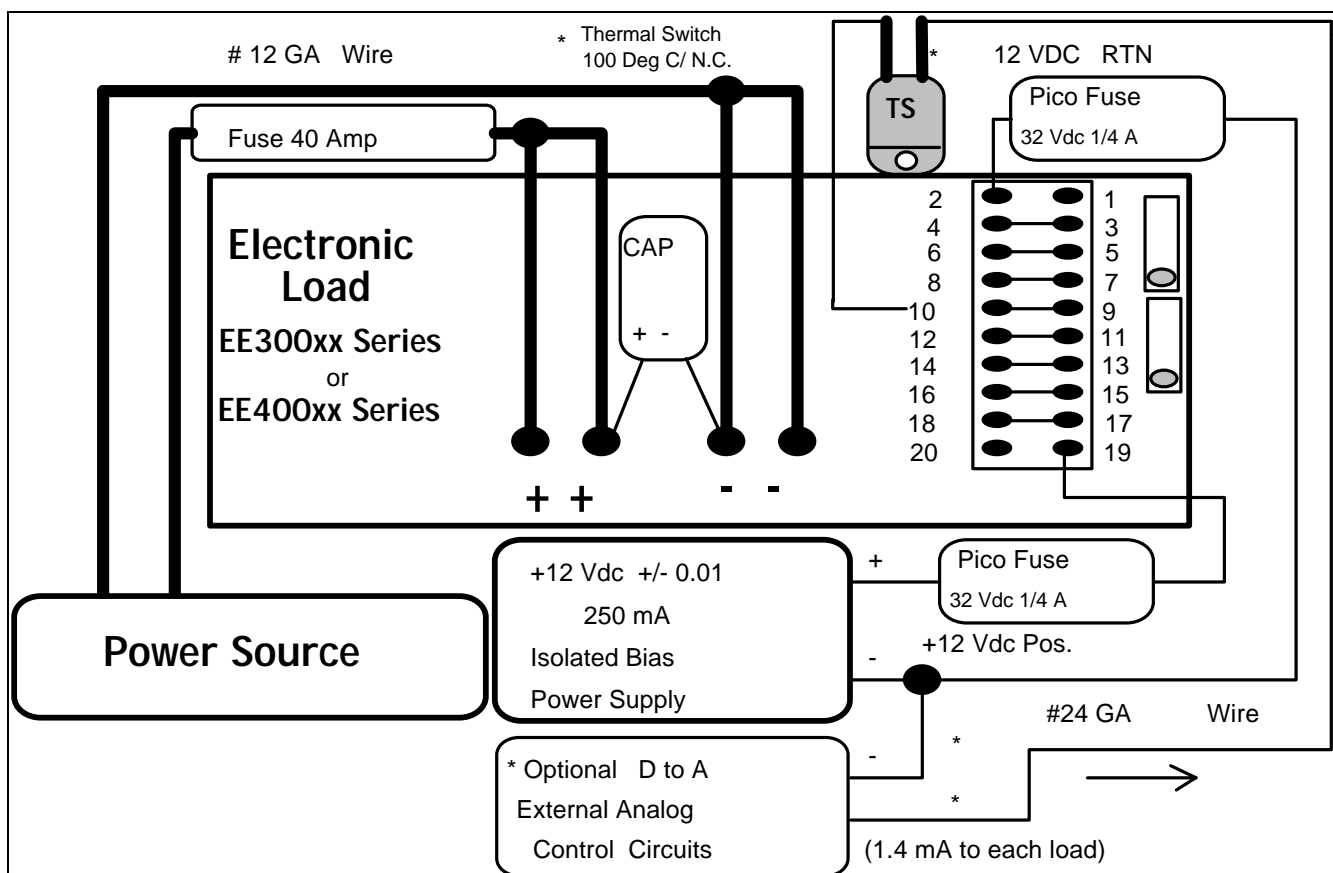 # 12 GA Wire
* Thermal Switch
100 Deg C/ N.C.
*
12 VDC RTN
TS
Pico Fuse
32 Vdc 1/4 A
Fuse 40 Amp
Electronic
Load
EE300xx Series
or
EE400xx Series
CAP
+ -
2 1
4 3
6 5
8 7
10 9
12 11
14 13
16 15
18 17
20 19
+ + - -
Power Source
+12 Vdc +/- 0.01
250 mA
Isolated Bias
Power Supply
+
-
Pico Fuse
32 Vdc 1/4 A
+12 Vdc Pos.
#24 GA Wire
* Optional D to A
External Analog
Control Circuits
-
*
*
(1.4 mA to each load)